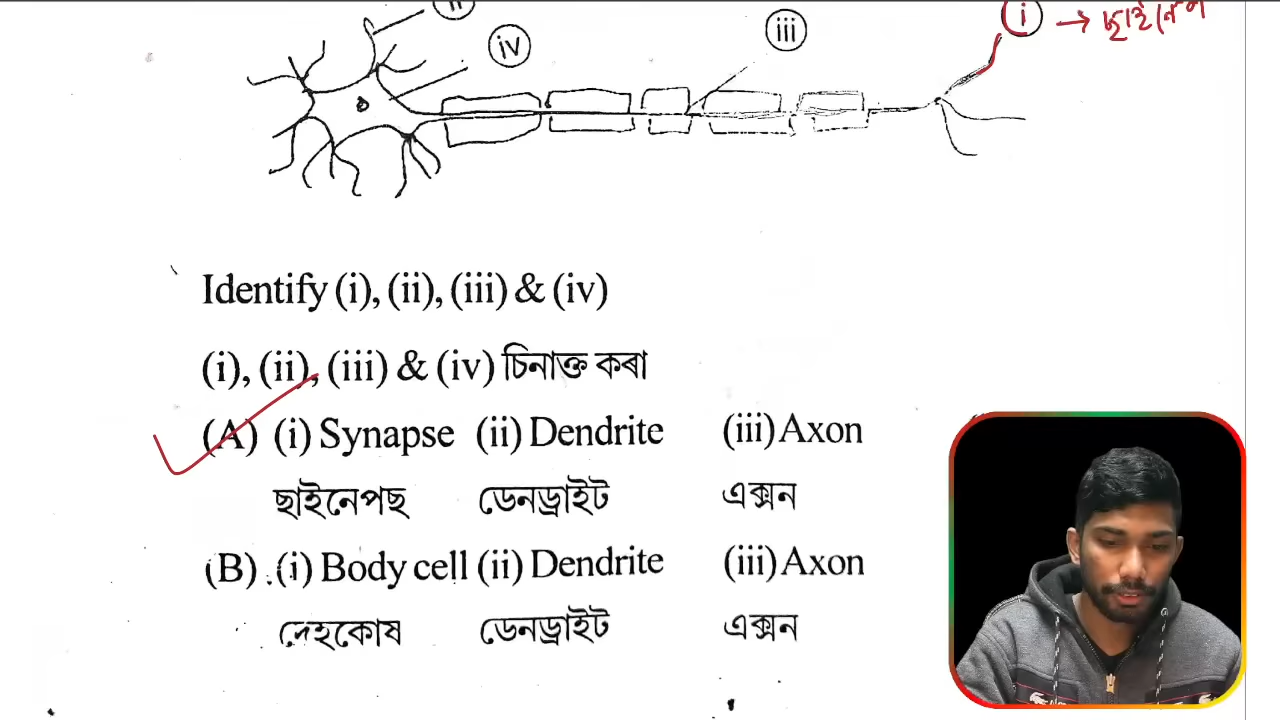 ii
iv
iii
i →
Identify (i), (ii), (iii) & (iv)
(i), (ii), (iii) & (iv) চিনাক্ত কৰা
(A) (i) Synapse (ii) Dendrite (iii) Axon
ছাইনেপছ ডেনড্ৰাইট এক্সন
(B) (i) Body cell (ii) Dendrite (iii) Axon
দেহকোষ ডেনড্ৰাইট এক্সন